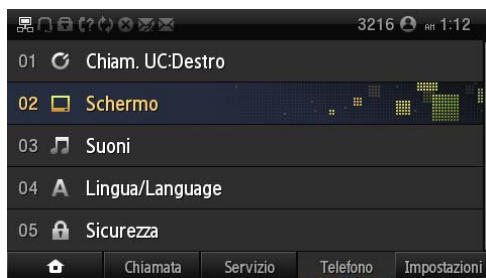 3216 AM 1:12
01 Chiam. UC:Destro
02 Schermo
03 Suoni
04 A Lingua/Language
05 Sicurezza
Chiamata Servizio Telefono Impostazioni